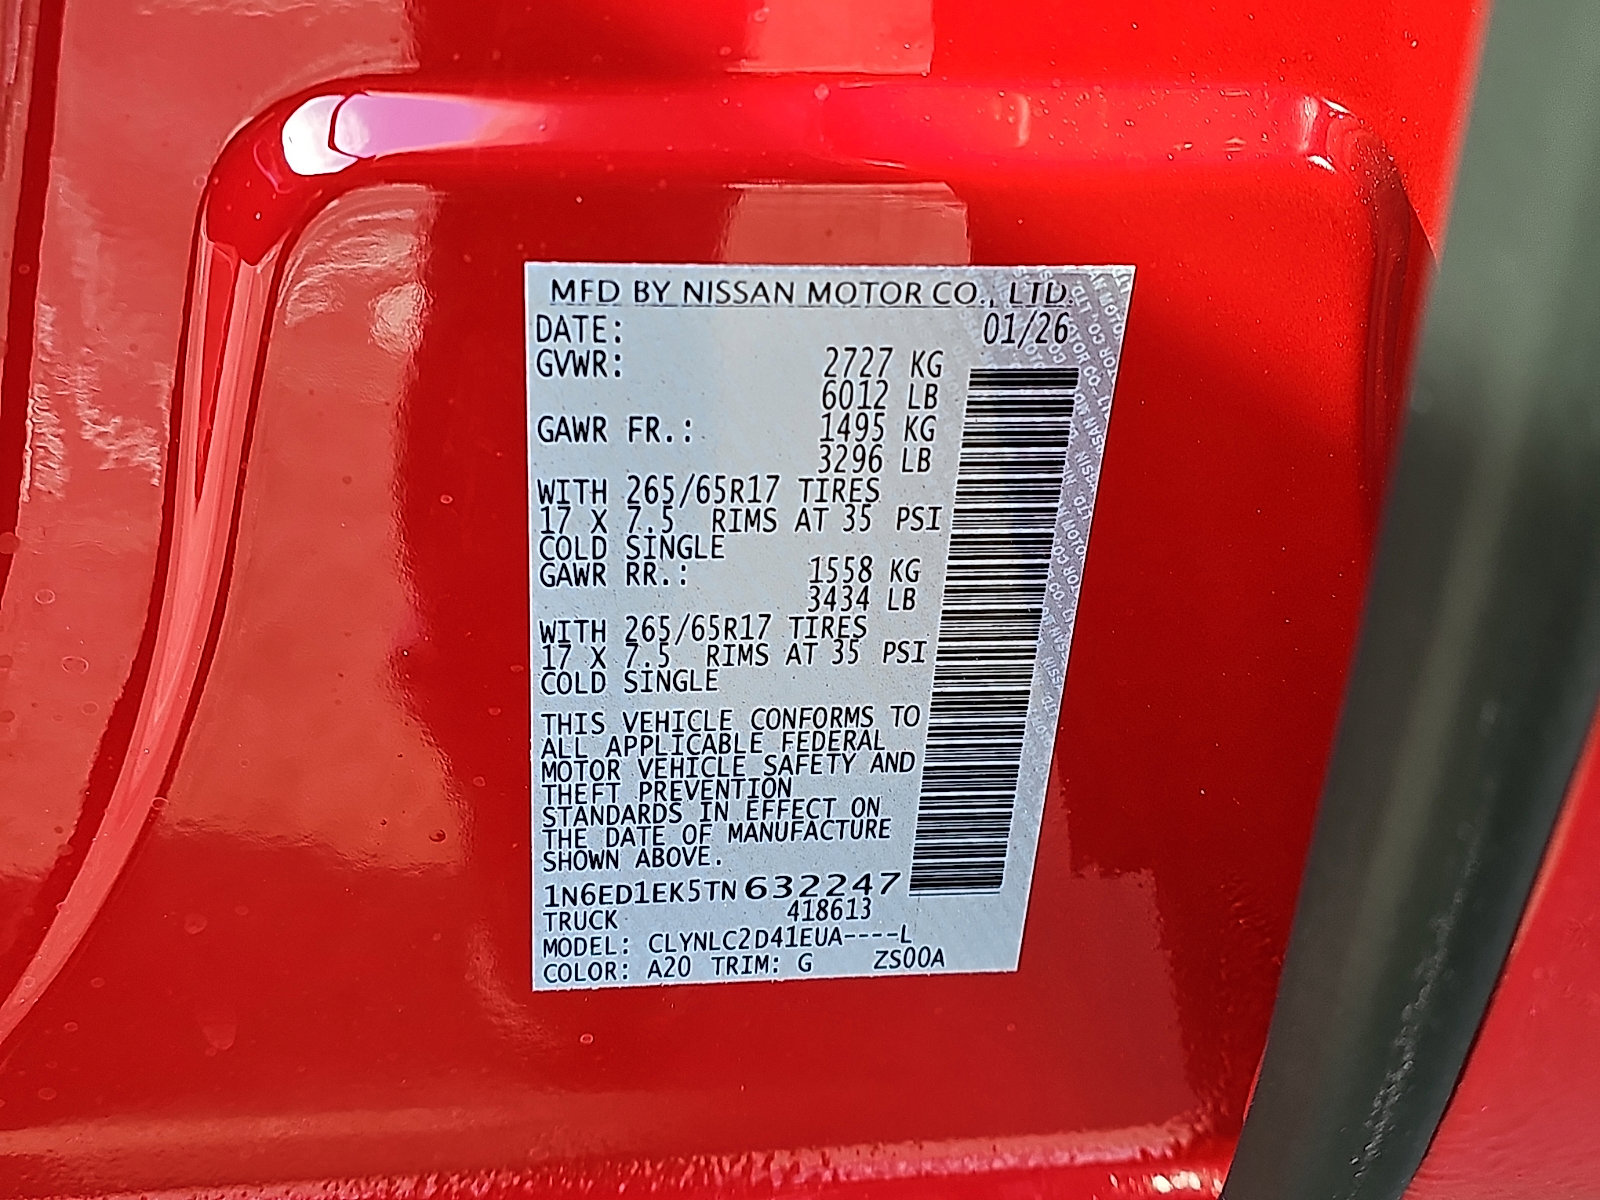 MFD BY NISSAN MOTOR CO., LTD.
DATE: 01/26
GVWR: 2727 KG
6012 LB
GAWR FR.: 1495 KG
3296 LB
WITH 265/65R17 TIRES
17 X 7.5 RIMS AT 35 PSI
COLD SINGLE
GAWR RR.: 1558 KG
3434 LB
WITH 265/65R17 TIRES
17 X 7.5 RIMS AT 35 PSI
COLD SINGLE
THIS VEHICLE CONFORMS TO
ALL APPLICABLE FEDERAL
MOTOR VEHICLE SAFETY AND
THEFT PREVENTION
STANDARDS IN EFFECT ON
THE DATE OF MANUFACTURE
SHOWN ABOVE.
1N6ED1EK5TN632247
TRUCK 418613
MODEL: CLYNLC2D41EUA----L
COLOR: A20 TRIM: G ZS00A